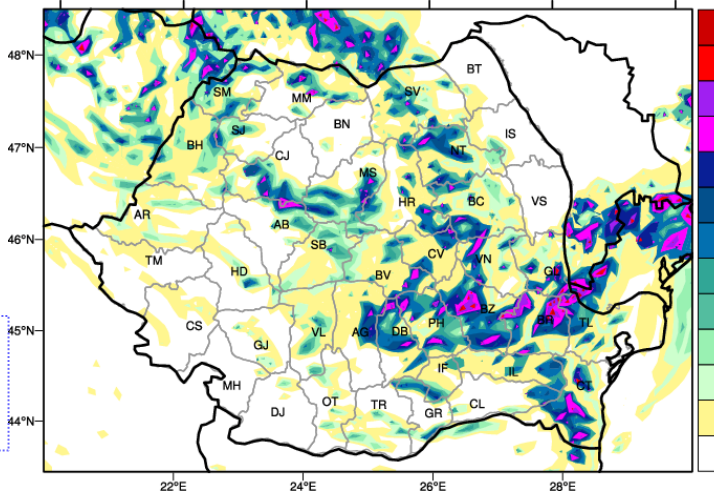 48°N
BT
SM
MM
SV
BN
SJ
IS
BH
CJ
NT
MS
HR
BC
VS
AR
AB
46°N
SB
CV
TM
VN
HD
BV
GL
BZ
BR
TL
CS
VL
AG
DB
PH
45°N
GJ
IF
IL
MH
CT
OT
TR
CL
DJ
GR
44°N
47°N
22°E
24°E
26°E
28°E